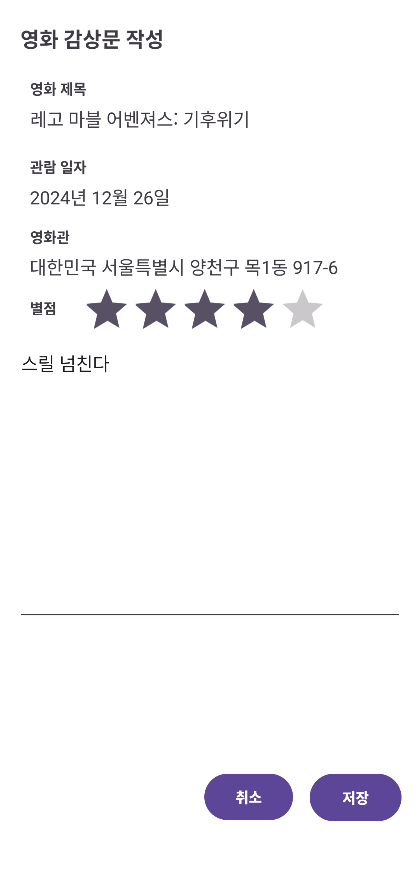 영화 감상문 작성
영화 제목
레고 마블 어벤져스: 기후위기
관람 일자
2024년 12월 26일
영화관
대한민국 서울특별시 양천구 목1동 917-6
별점
스릴 넘친다
취소 저장